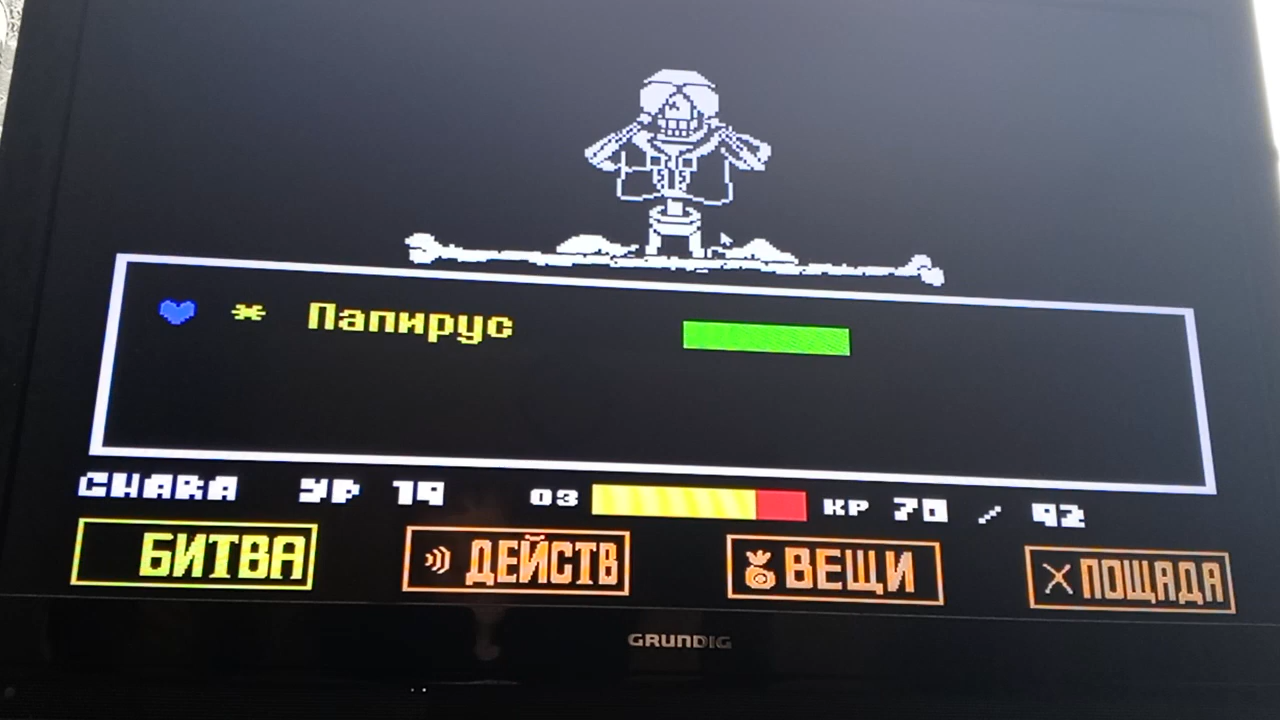 * Папирус
CHARA УР 19 ОЗ КР 70 / 92
БИТВА ДЕЙСТВ ВЕЩИ ПОЩАДА
GRUNDIG